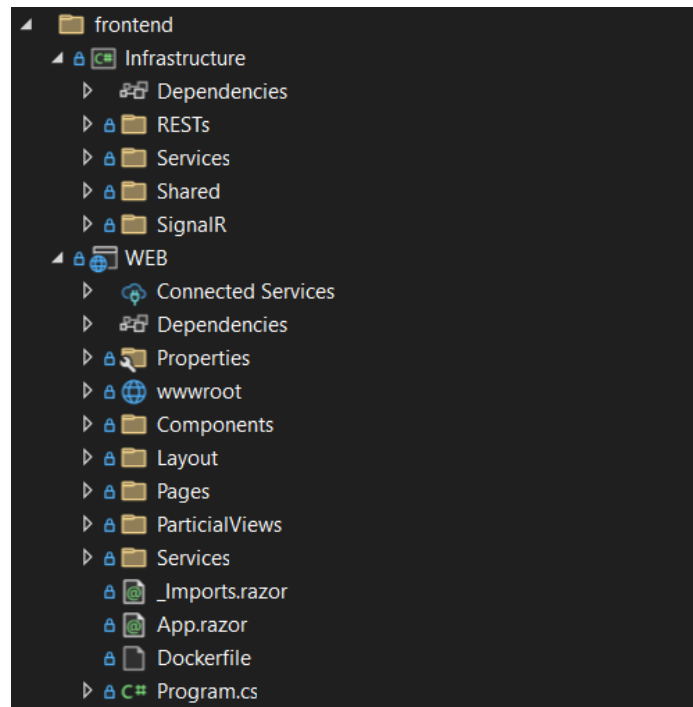 frontend
C# Infrastructure
Dependencies
RESTs
Services
Shared
SignalR
WEB
Connected Services
Dependencies
Properties
wwwroot
Components
Layout
Pages
ParticialViews
Services
@ _Imports.razor
@ App.razor
Dockerfile
C# Program.cs